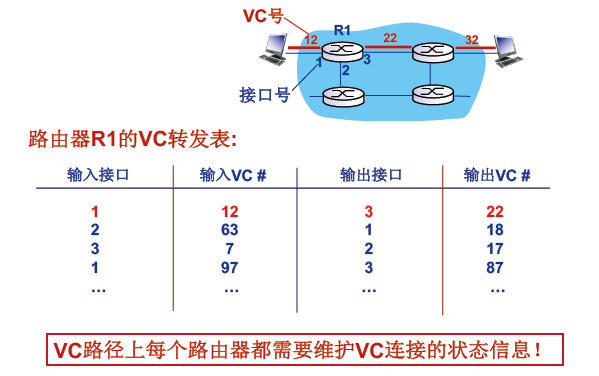 VC号
R1
12 22 32
1 2 3
接口号
路由器R1的VC转发表:
输入接口 输入VC # 输出接口 输出VC #
1 12 3 22
2 63 1 18
3 7 2 17
1 97 3 87
… … … …
VC路径上每个路由器都需要维护VC连接的状态信息！